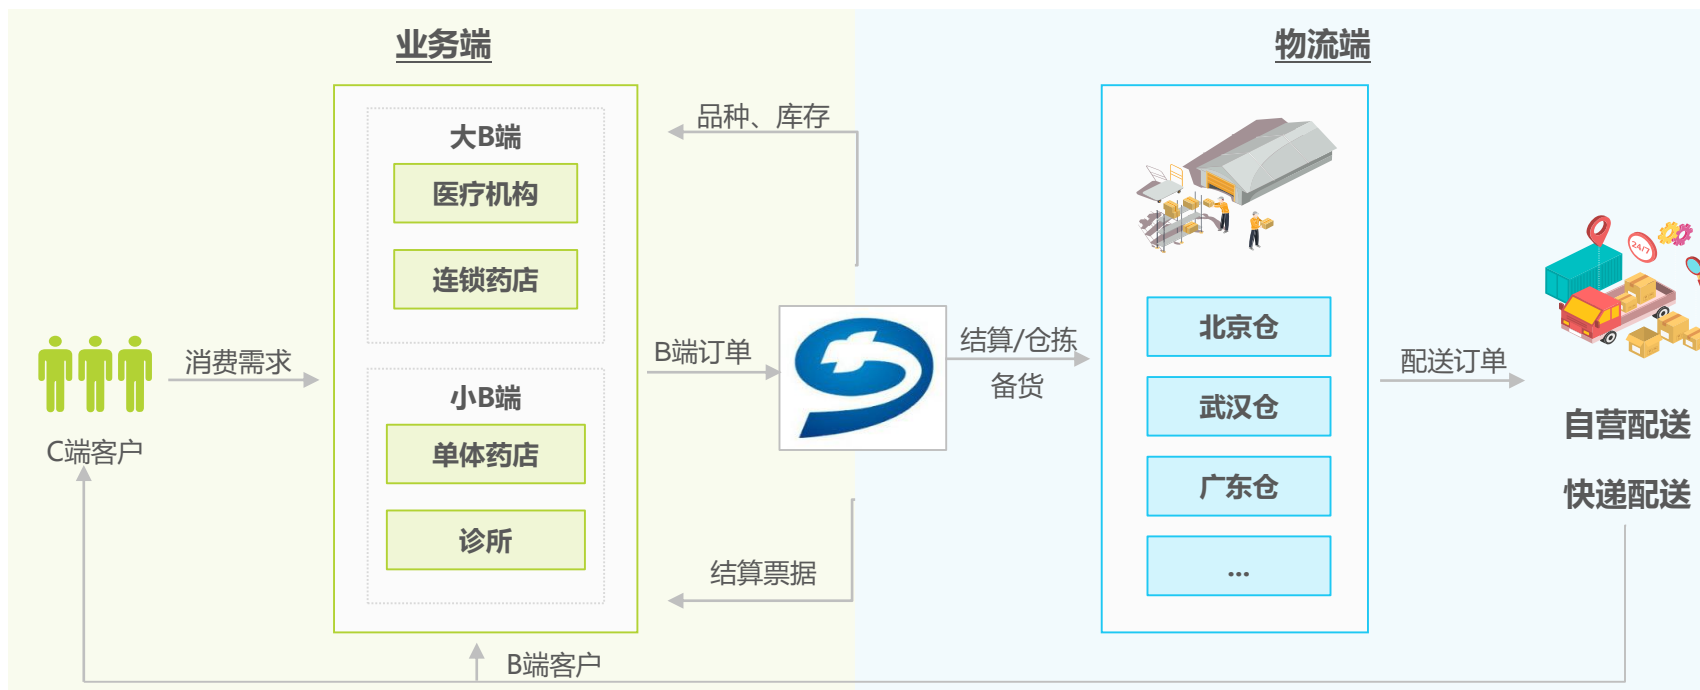 业务端
物流端
大B端
医疗机构
连锁药店
小B端
单体药店
诊所
C端客户
消费需求
品种、库存
B端订单
结算票据
B端客户
结算/仓拣
备货
北京仓
武汉仓
广东仓
...
配送订单
24/7
自营配送
快递配送